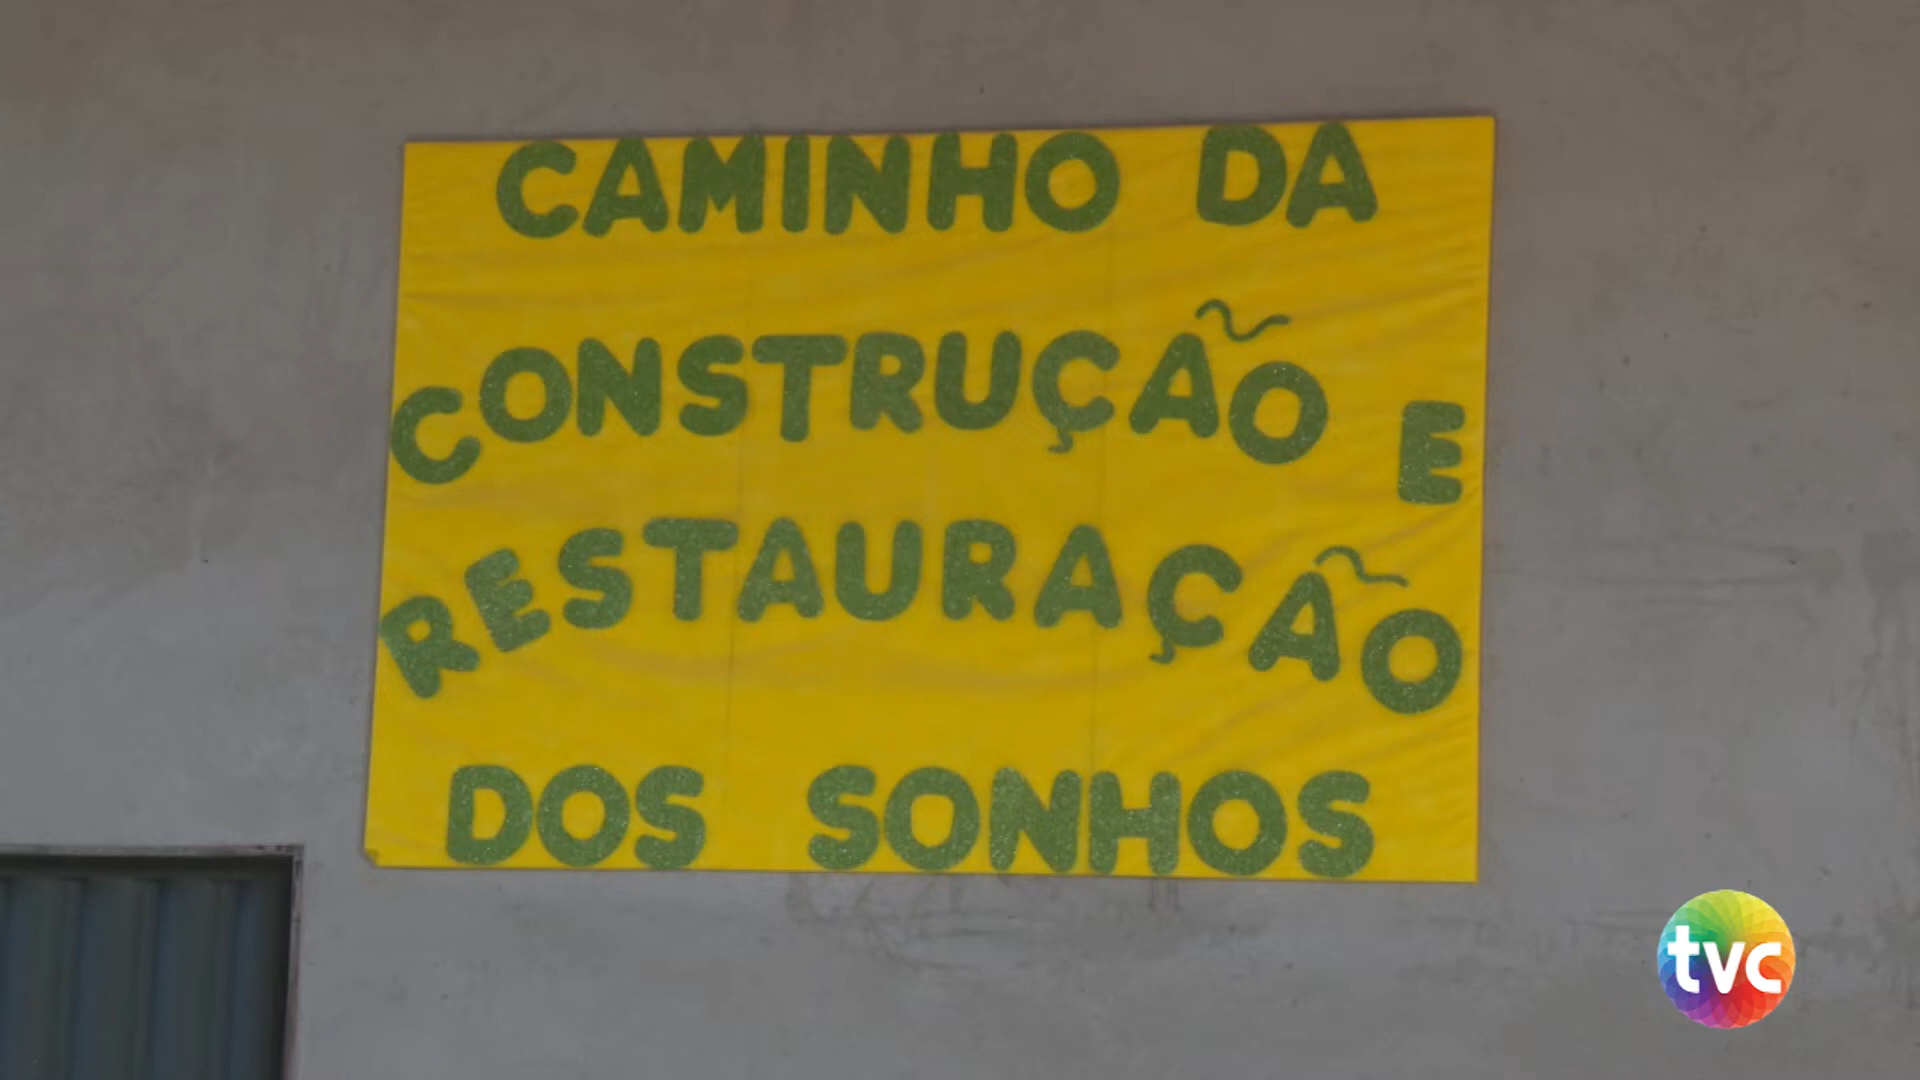 CAMINHO DA
CONSTRUÇÃO E
RESTAURAÇÃO
DOS SONHOS
tvc